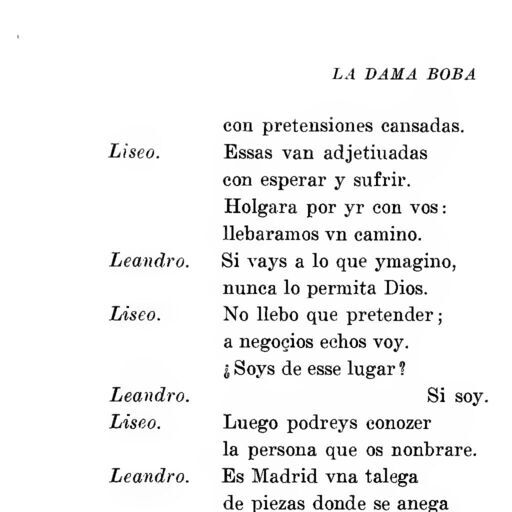 LA DAMA BOBA
con pretensiones cansadas.
Liseo. Essas van adjetiuadas
con esperar y sufrir.
Holgara por yr con vos:
llebaramos vn camino.
Leandro. Si vays a lo que ymagino,
nunca lo permita Dios.
Liseo. No llebo que pretender;
a negoçios echos voy.
¿Soys de esse lugar?
Leandro. Si soy.
Liseo. Luego podreys conozer
la persona que os nonbrare.
Leandro. Es Madrid vna talega
de piezas donde se anega